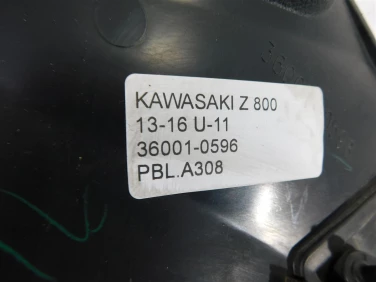 KAWASAKI Z 800
13-16 U-11
36001-0596
PBL.A308